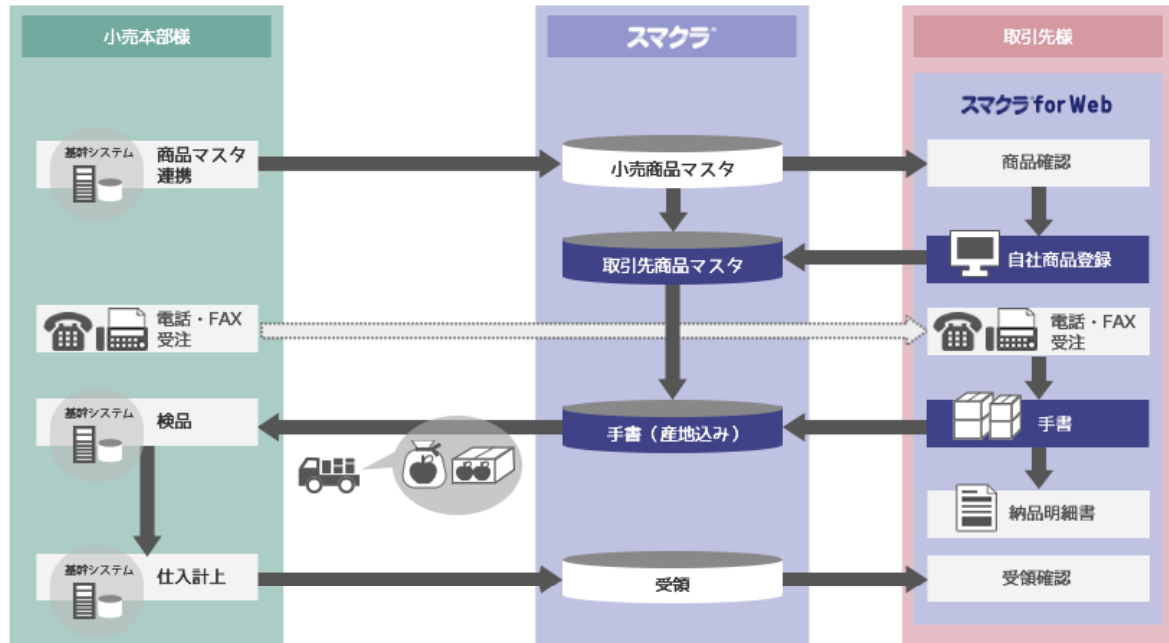 小売本部様
スマクラ®
取引先様
スマクラ® for Web
基幹システム
商品マスタ
連携
小売商品マスタ
商品確認
取引先商品マスタ
自社商品登録
電話・FAX
受注
電話・FAX
受注
基幹システム
検品
手書（産地込み）
手書
納品明細書
基幹システム
仕入計上
受領
受領確認